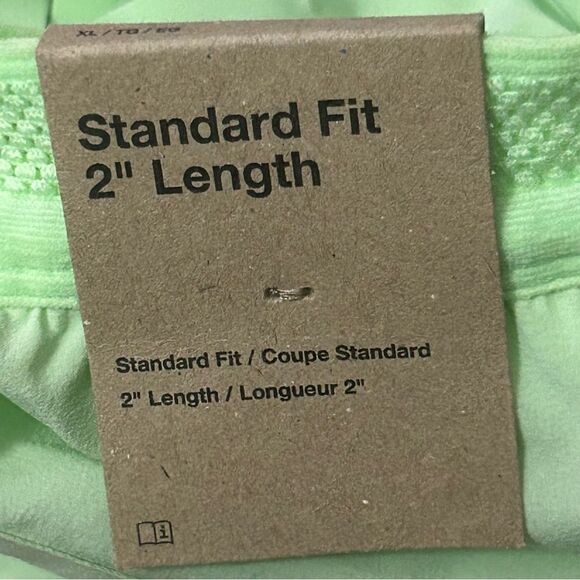 XL / TG / EG
Standard Fit
2" Length
Standard Fit / Coupe Standard
2" Length / Longueur 2"
i